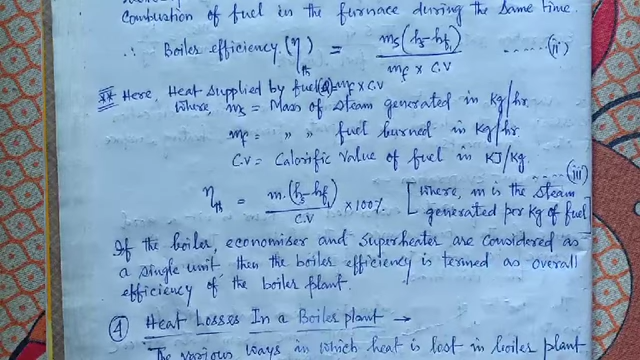 combustion of fuel in the furnace during the same time.
∴ Boiler efficiency (η)th = ms(hs-hf1) / mf × C.V ......(ii)
** Here, Heat supplied by fuel(Q)=mf×C.V
where, ms = Mass of steam generated in Kg/hr.
mf = ,, ,, fuel burned in Kg/hr.
C.V = Calorific value of fuel in KJ/Kg.
......(iii)
ηth = m.(hs-hf1) / C.V ×100% [where, m is the steam
generated per Kg of fuel]
If the boiler, economiser and superheater are considered as
a single unit then the boiler efficiency is termed as overall
efficiency of the boiler plant.
④ Heat Losses In a Boiler plant →
The various ways in which heat is lost in boiler plant